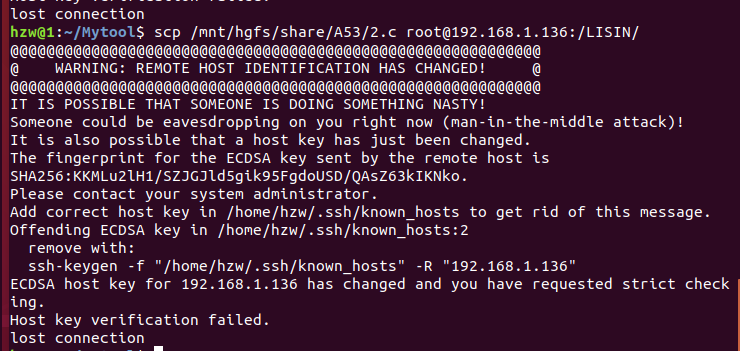 lost connection
hzw@1:~/Mytool$ scp /mnt/hgfs/share/A53/2.c root@192.168.1.136:/LISIN/
@@@@@@@@@@@@@@@@@@@@@@@@@@@@@@@@@@@@@@@@@@@@@@@@@@@@@@@@@@@
@    WARNING: REMOTE HOST IDENTIFICATION HAS CHANGED!     @
@@@@@@@@@@@@@@@@@@@@@@@@@@@@@@@@@@@@@@@@@@@@@@@@@@@@@@@@@@@
IT IS POSSIBLE THAT SOMEONE IS DOING SOMETHING NASTY!
Someone could be eavesdropping on you right now (man-in-the-middle attack)!
It is also possible that a host key has just been changed.
The fingerprint for the ECDSA key sent by the remote host is
SHA256:KKMLu2lH1/SZJGJld5gik95FgdoUSD/QAsZ63kIKNko.
Please contact your system administrator.
Add correct host key in /home/hzw/.ssh/known_hosts to get rid of this message.
Offending ECDSA key in /home/hzw/.ssh/known_hosts:2
  remove with:
  ssh-keygen -f "/home/hzw/.ssh/known_hosts" -R "192.168.1.136"
ECDSA host key for 192.168.1.136 has changed and you have requested strict check
ing.
Host key verification failed.
lost connection